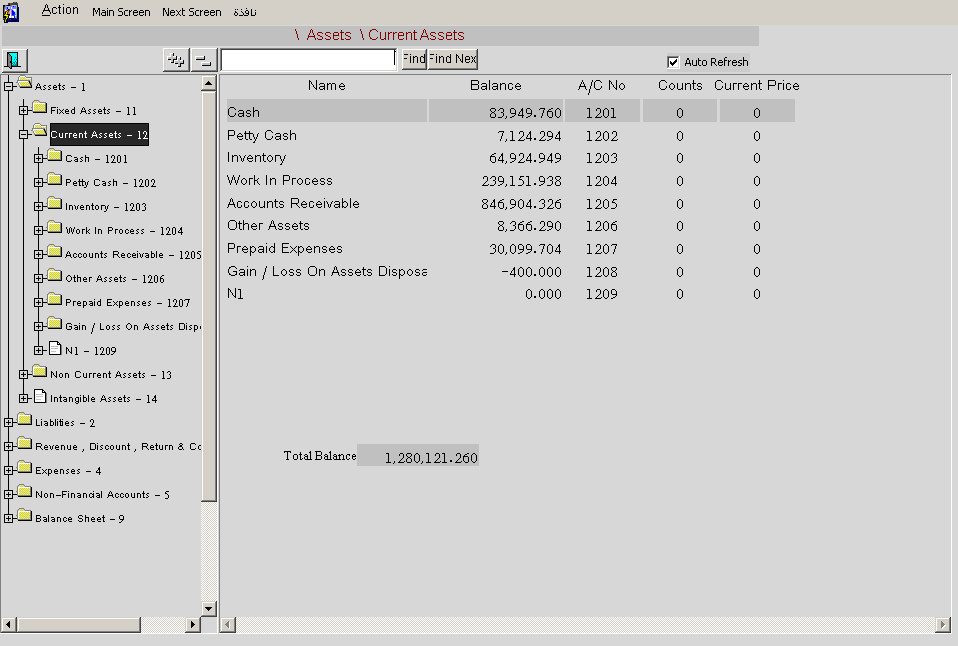 Action Main Screen Next Screen نافذة
\ Assets \ Current Assets
Find Find Nex Auto Refresh
Assets - 1
Fixed Assets - 11
Current Assets - 12
Cash - 1201
Petty Cash - 1202
Inventory - 1203
Work In Process - 1204
Accounts Receivable - 1205
Other Assets - 1206
Prepaid Expenses - 1207
Gain / Loss On Assets Dispo
N1 - 1209
Non Current Assets - 13
Intangible Assets - 14
Liablities - 2
Revenue , Discount , Return & Co
Expenses - 4
Non-Financial Accounts - 5
Balance Sheet - 9
Name Balance A/C No Counts Current Price
Cash 83,949.760 1201 0 0
Petty Cash 7,124.294 1202 0 0
Inventory 64,924.949 1203 0 0
Work In Process 239,151.938 1204 0 0
Accounts Receivable 846,904.326 1205 0 0
Other Assets 8,366.290 1206 0 0
Prepaid Expenses 30,099.704 1207 0 0
Gain / Loss On Assets Disposa -400.000 1208 0 0
N1 0.000 1209 0 0
Total Balance 1,280,121.260